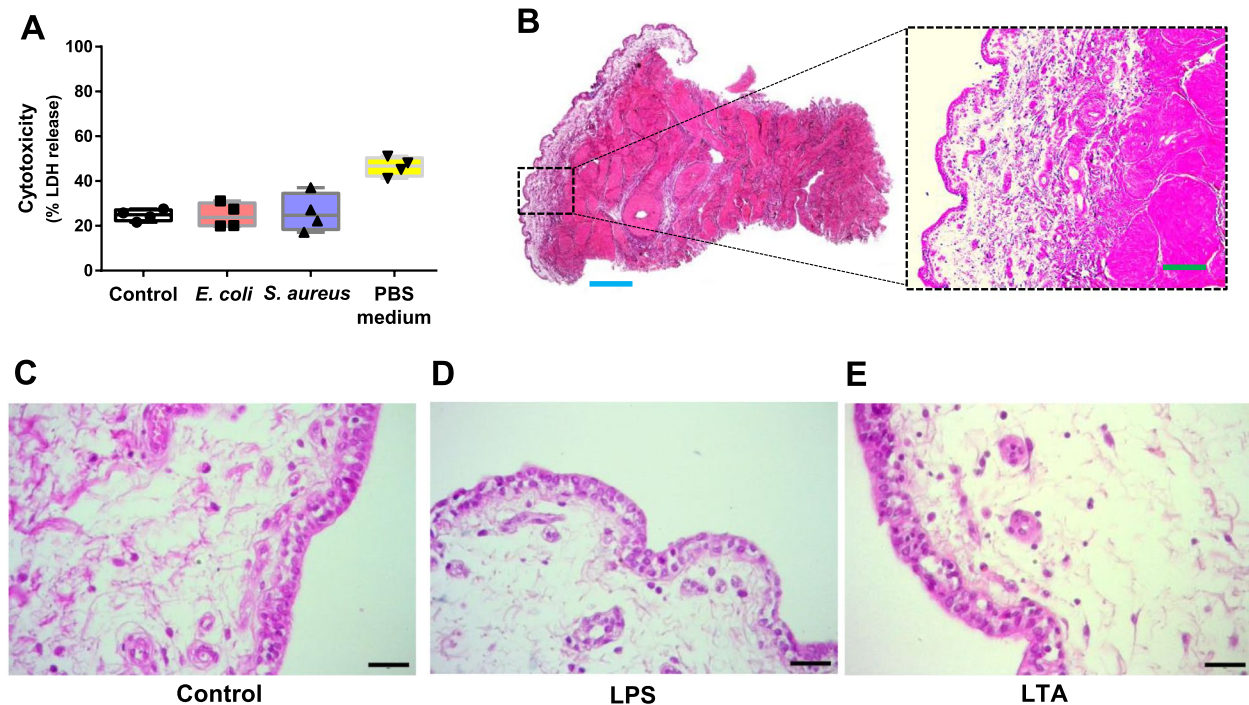 A
Cytotoxicity
(% LDH release)
100
80
60
40
20
0
Control
E. coli
S. aureus
PBS
medium
B
C
D
E
Control
LPS
LTA